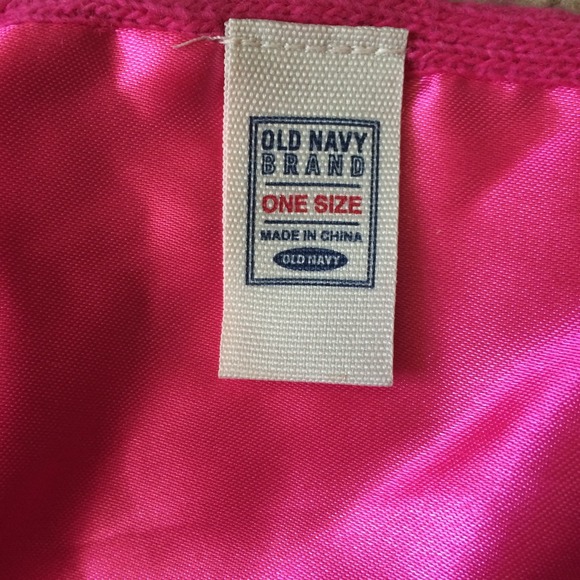 OLD NAVY
BRAND
ONE SIZE
MADE IN CHINA
OLD NAVY